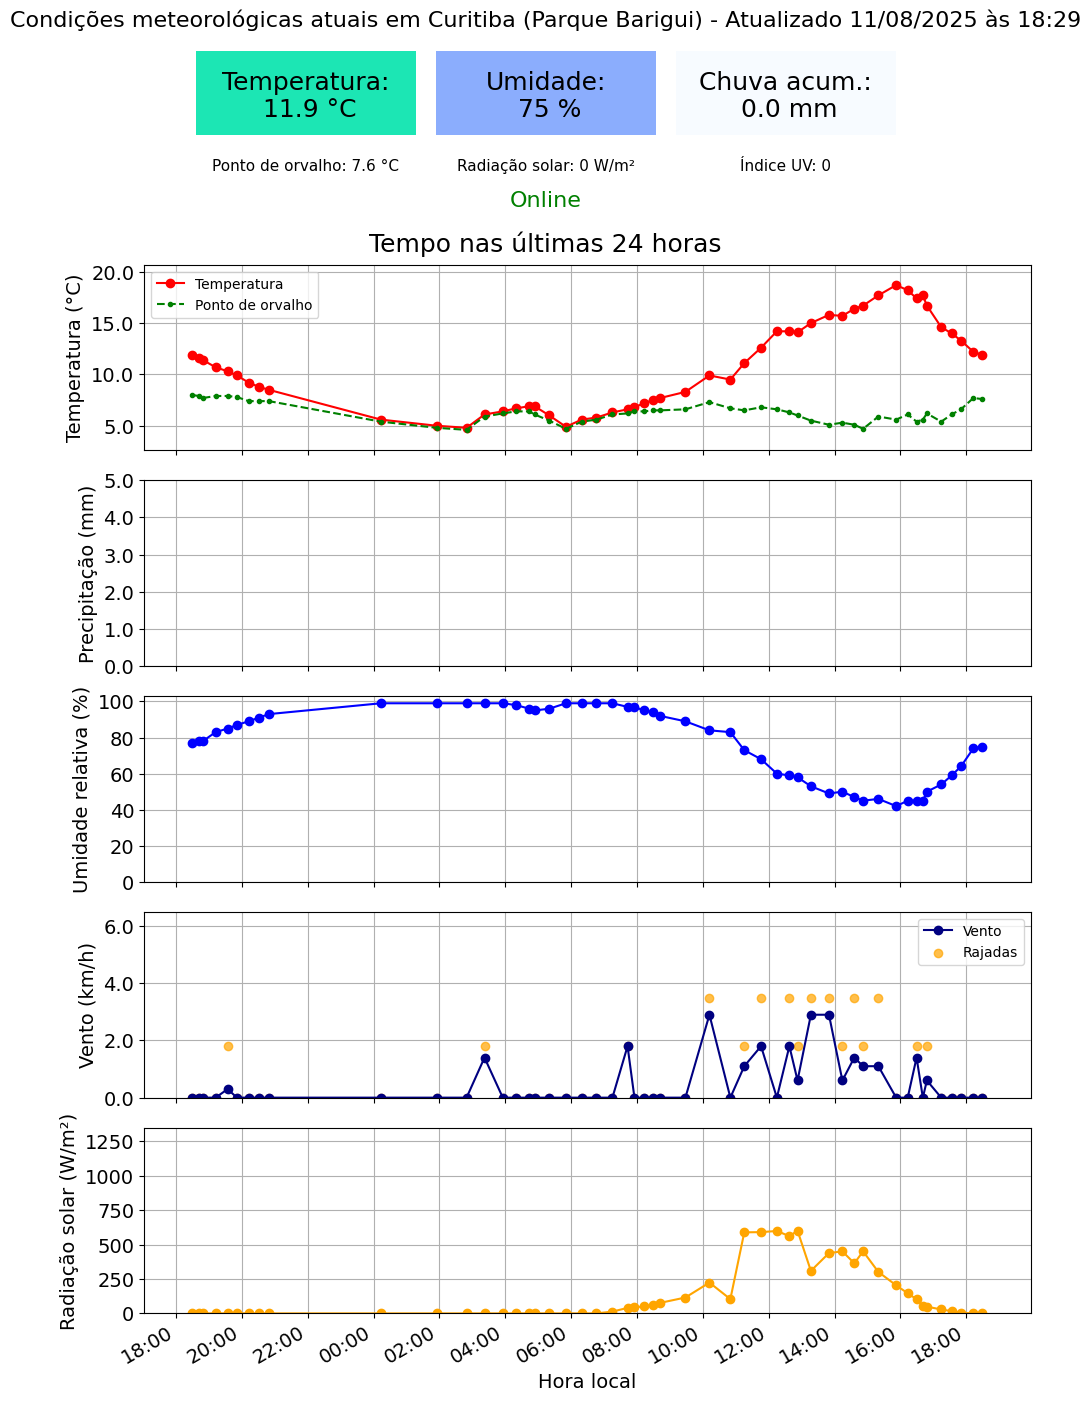 Condições meteorológicas atuais em Curitiba (Parque Barigui) - Atualizado 11/08/2025 às 18:29
Temperatura:
11.9 °C
Umidade:
75 %
Chuva acum.:
0.0 mm
Ponto de orvalho: 7.6 °C
Radiação solar: 0 W/m²
Índice UV: 0
Online
Tempo nas últimas 24 horas
Temperatura (°C)
20.0
15.0
10.0
5.0
Temperatura
Ponto de orvalho
Precipitação (mm)
5.0
4.0
3.0
2.0
1.0
0.0
Umidade relativa (%)
100
80
60
40
20
0
Vento (km/h)
6.0
4.0
2.0
0.0
Vento
Rajadas
Radiação solar (W/m²)
1250
1000
750
500
250
0
18:00
20:00
22:00
00:00
02:00
04:00
06:00
08:00
10:00
12:00
14:00
16:00
18:00
Hora local